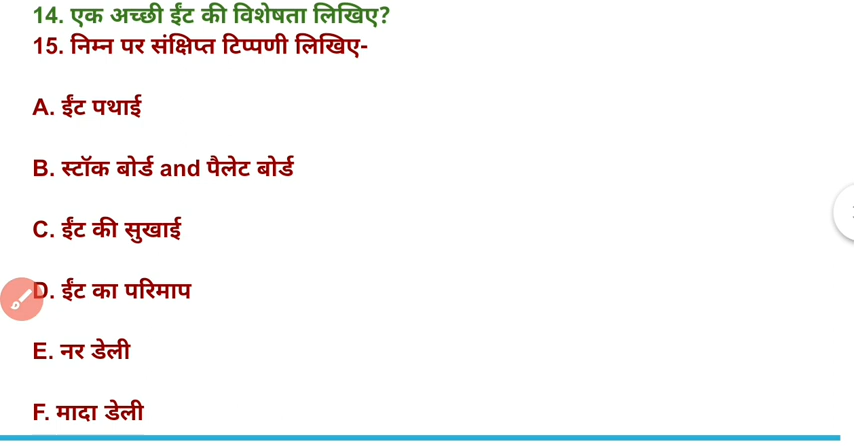 14. एक अच्छी ईंट की विशेषता लिखिए?
15. निम्न पर संक्षिप्त टिप्पणी लिखिए-
A. ईंट पथाई
B. स्टॉक बोर्ड and पैलेट बोर्ड
C. ईंट की सुखाई
D. ईंट का परिमाप
E. नर डेली
F. मादा डेली